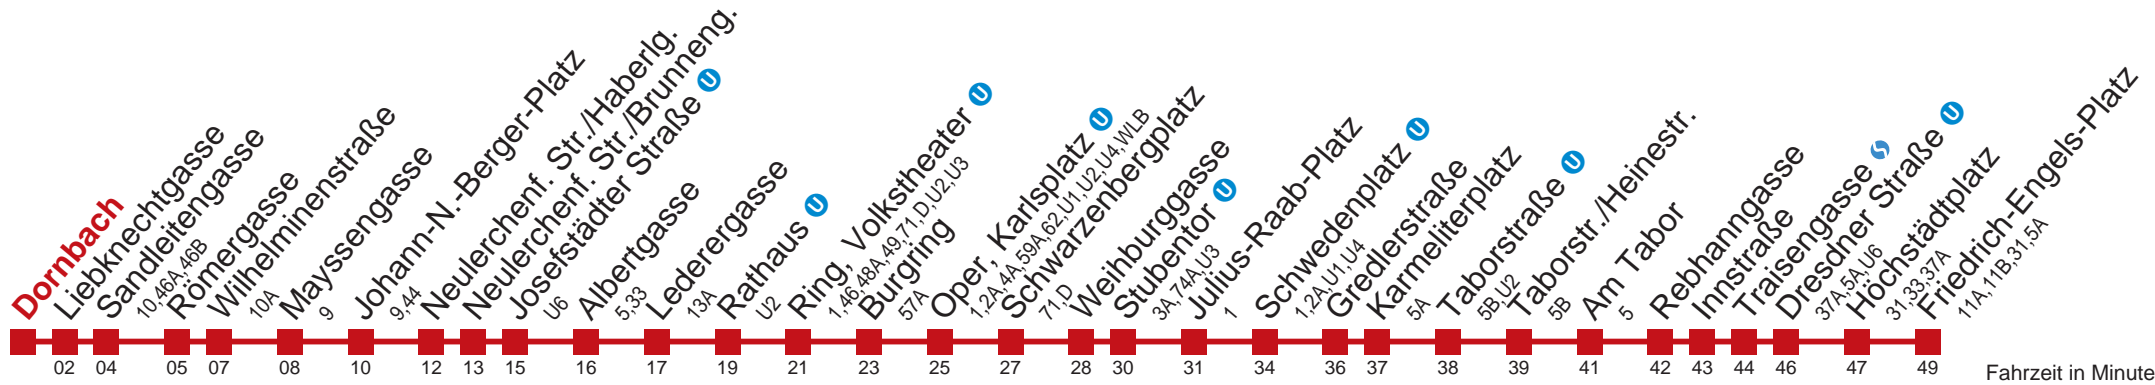 Dornbach
Liebknechtgasse
Sandleitengasse
10,46A,46B
Römergasse
Wilhelminenstraße
10A
Mayssengasse
9
Johann-N.-Berger-Platz
9,44
Neulerchenf. Str./Haberlg.
Neulerchenf. Str./Brunneng.
Josefstädter Straße U
U6
Albertgasse
5,33
Lederergasse
13A
Rathaus U
U2
Ring, Volkstheater U
1,46,48A,49,71,D,U2,U3
Burgring
57A
Oper, Karlsplatz U
1,2A,4A,59A,62,U1,U2,U4,WLB
Schwarzenbergplatz
71,D
Weihburggasse
Stubentor U
3A,74A,U3
Julius-Raab-Platz
1
Schwedenplatz U
1,2A,U1,U4
Gredlerstraße
Karmeliterplatz
5A
Taborstraße U
5B,U2
Taborstr./Heinestr.
5B
Am Tabor
5
Rebhanngasse
Innstraße
Traisengasse S
Dresdner Straße U
37A,5A,U6
Höchstädtplatz
31,33,37A
Friedrich-Engels-Platz
11A,11B,31,5A
02 04 05 07 08 10 12 13 15 16 17 19 21 23 25 27 28 30 31 34 36 37 38 39 41 42 43 44 46 47 49 Fahrzeit in Minute